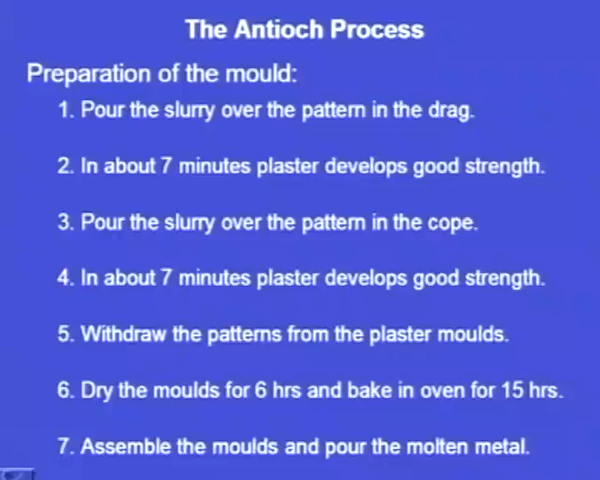 The Antioch Process
Preparation of the mould:
1. Pour the slurry over the pattern in the drag.
2. In about 7 minutes plaster develops good strength.
3. Pour the slurry over the pattern in the cope.
4. In about 7 minutes plaster develops good strength.
5. Withdraw the patterns from the plaster moulds.
6. Dry the moulds for 6 hrs and bake in oven for 15 hrs.
7. Assemble the moulds and pour the molten metal.